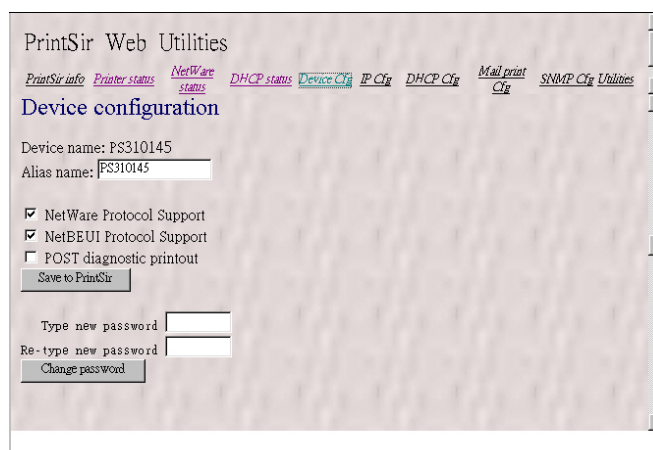 PrintSir Web Utilities
PrintSir info Printer status NetWare status DHCP status Device Cfg IP Cfg DHCP Cfg Mail print Cfg SNMP Cfg Utilities
Device configuration
Device name: PS310145
Alias name: PS310145
NetWare Protocol Support
NetBEUI Protocol Support
POST diagnostic printout
Save to PrintSir
Type new password
Re-type new password
Change password